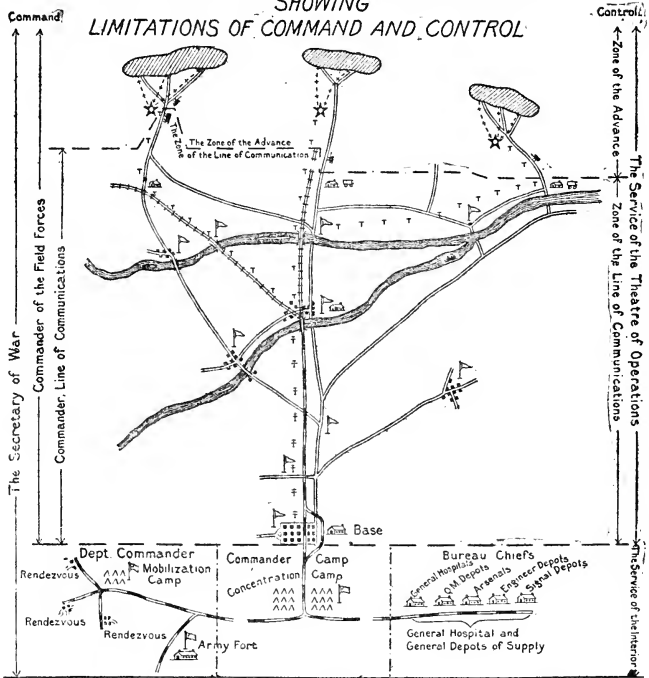 SHOWING
LIMITATIONS OF COMMAND AND CONTROL
Command
Control
The Secretary of War
Commander of the Field Forces
Commander, Line of Communications
The Zone
The Zone of the Advance
of the Line of Communication
Zone of the Advance
Zone of the Line of Communications
The Service of the Theatre of Operations
The Service of the Interior
T
Base
Dept. Commander
Mobilization
Camp
Rendezvous
Rendezvous
Rendezvous
Army Fort
Commander Camp
Concentration Camp
Bureau Chiefs
General Hospitals
Q.M. Depots
Arsenals
Engineer Depots
Signal Depots
General Hospital and
General Depots of Supply